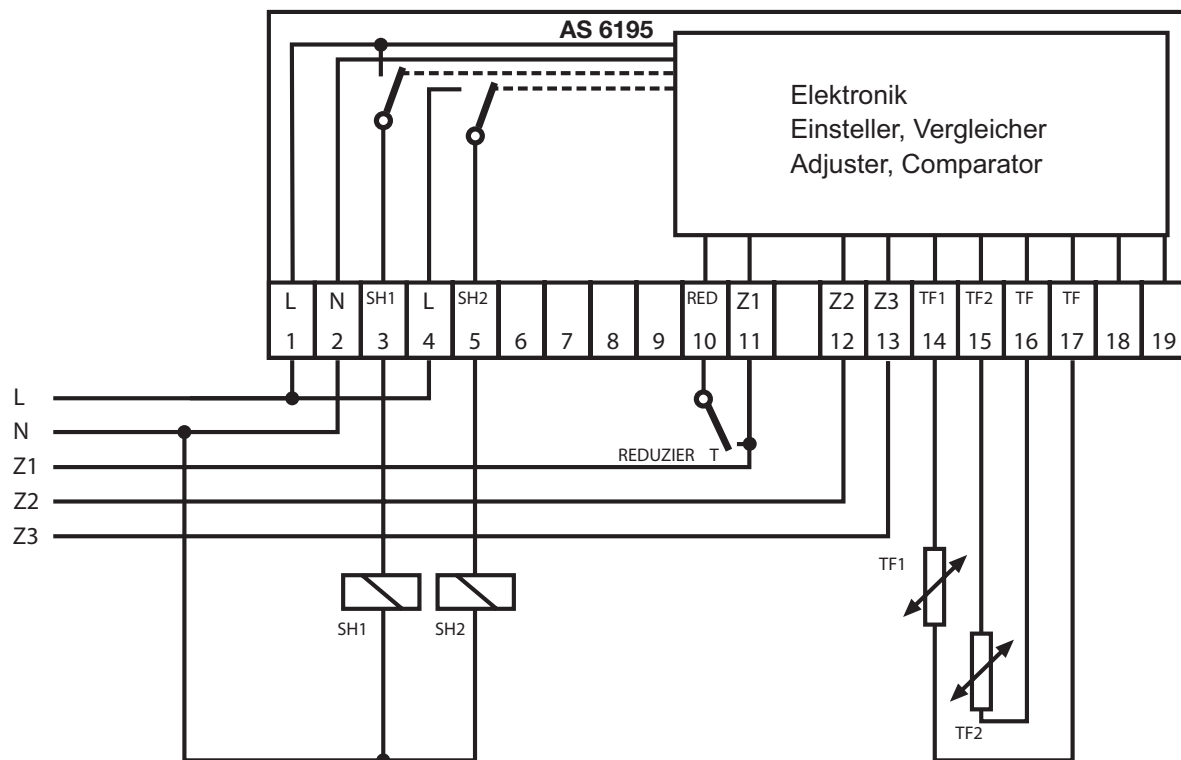 AS 6195
Elektronik
Einsteller, Vergleicher
Adjuster, Comparator
L N SH1 L SH2 RED Z1 Z2 Z3 TF1 TF2 TF TF
1 2 3 4 5 6 7 8 9 10 11 12 13 14 15 16 17 18 19
L
N
Z1
Z2
Z3
REDUZIER T
TF1
SH1
SH2
TF2